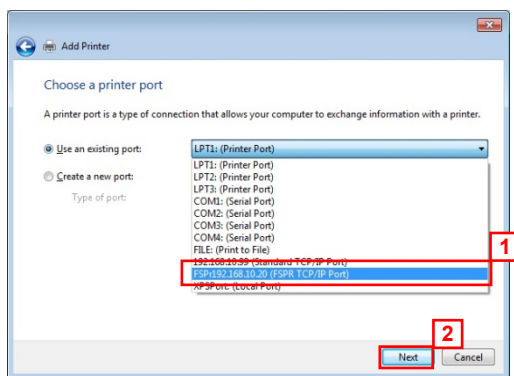 Add Printer
Choose a printer port
A printer port is a type of connection that allows your computer to exchange information with a printer.
Use an existing port:
LPT1: (Printer Port)
LPT1: (Printer Port)
LPT2: (Printer Port)
LPT3: (Printer Port)
COM1: (Serial Port)
COM2: (Serial Port)
COM3: (Serial Port)
COM4: (Serial Port)
FILE: (Print to File)
192.168.10.99 (Standard TCP/IP Port)
FSPr192.168.10.20 (FSPR TCP/IP Port)
XPSPort: (Local Port)
Create a new port:
Type of port:
1
2
Next
Cancel